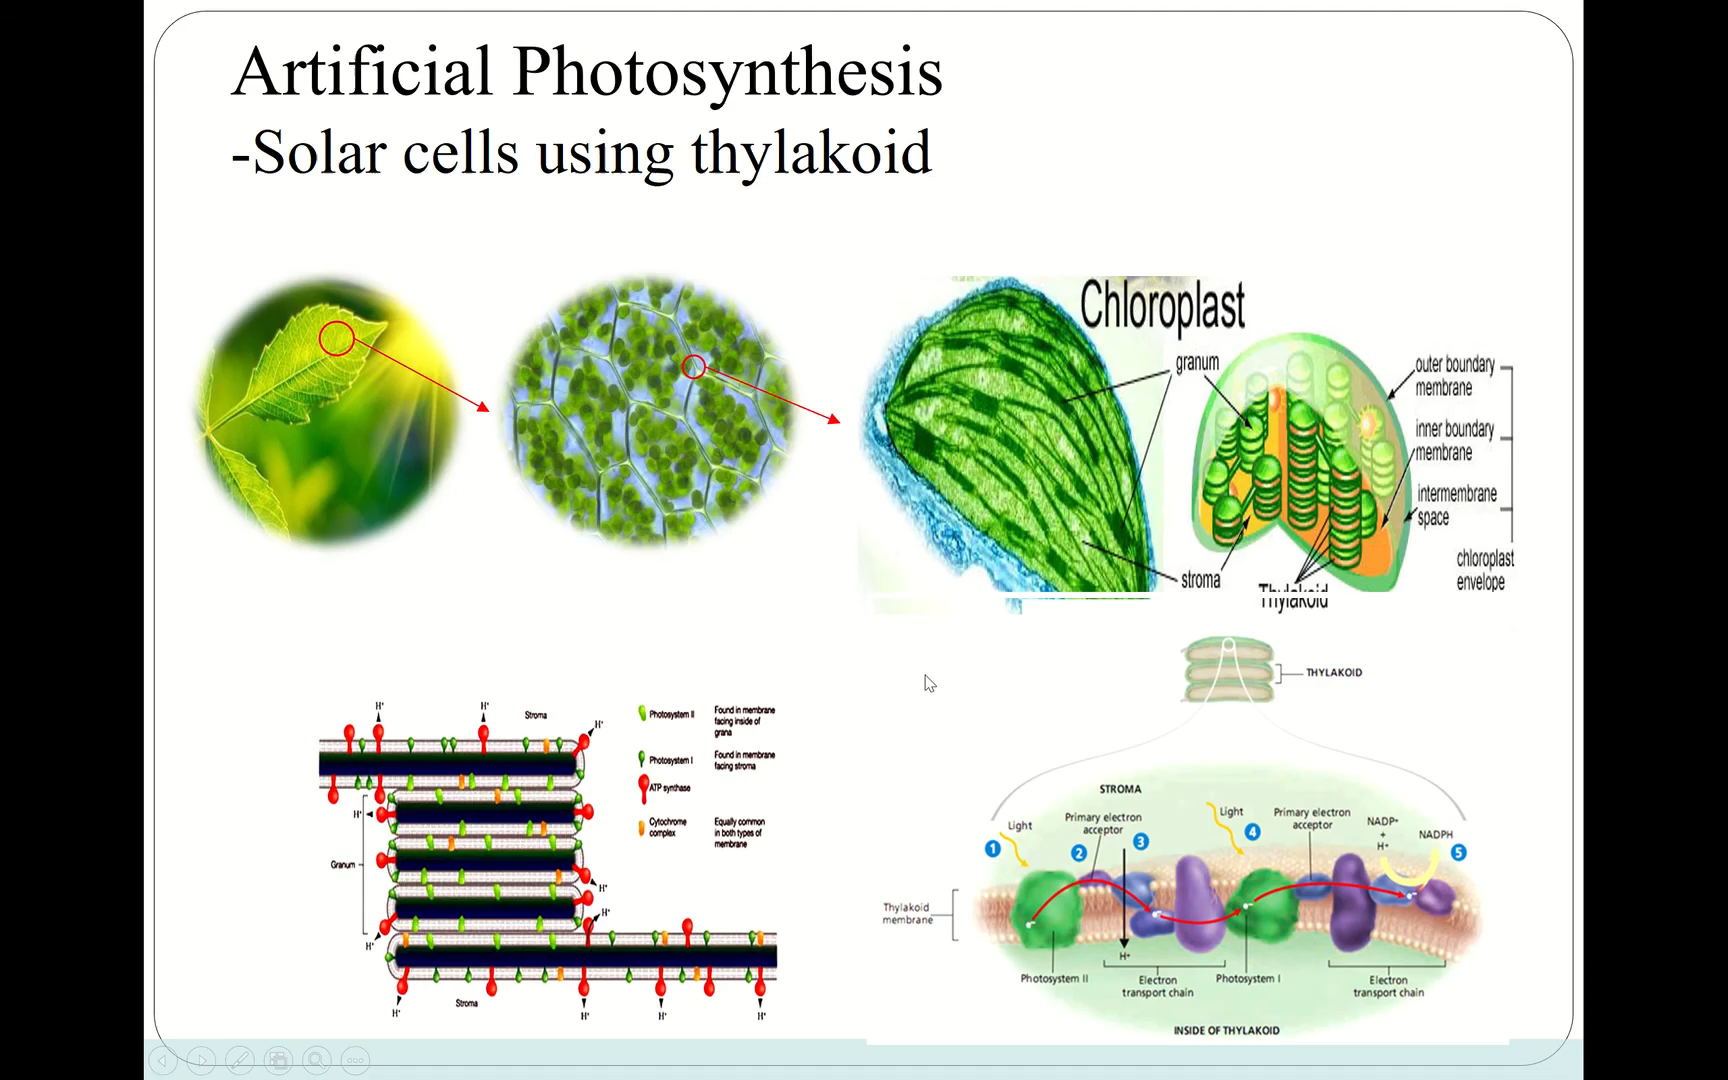 Artificial Photosynthesis
-Solar cells using thylakoid
Chloroplast
granum
outer boundary
membrane
inner boundary
membrane
intermembrane
space
chloroplast
envelope
stroma
Thylakoid
THYLAKOID
H+
H+
Stroma
H+
Photosystem II
Found in membrane
facing inside of
grana
Photosystem I
Found in membrane
facing stroma
ATP synthase
Cytochrome
complex
Equally common
in both types of
membrane
H+
Granum
H+
H+
H+
Stroma
H+
H+
H+
H+
STROMA
Light
Primary electron
acceptor
Light
Primary electron
acceptor
NADP+
+
H+
NADPH
1
2
3
4
5
Thylakoid
membrane
H+
Photosystem II
Electron
transport chain
Photosystem I
Electron
transport chain
INSIDE OF THYLAKOID